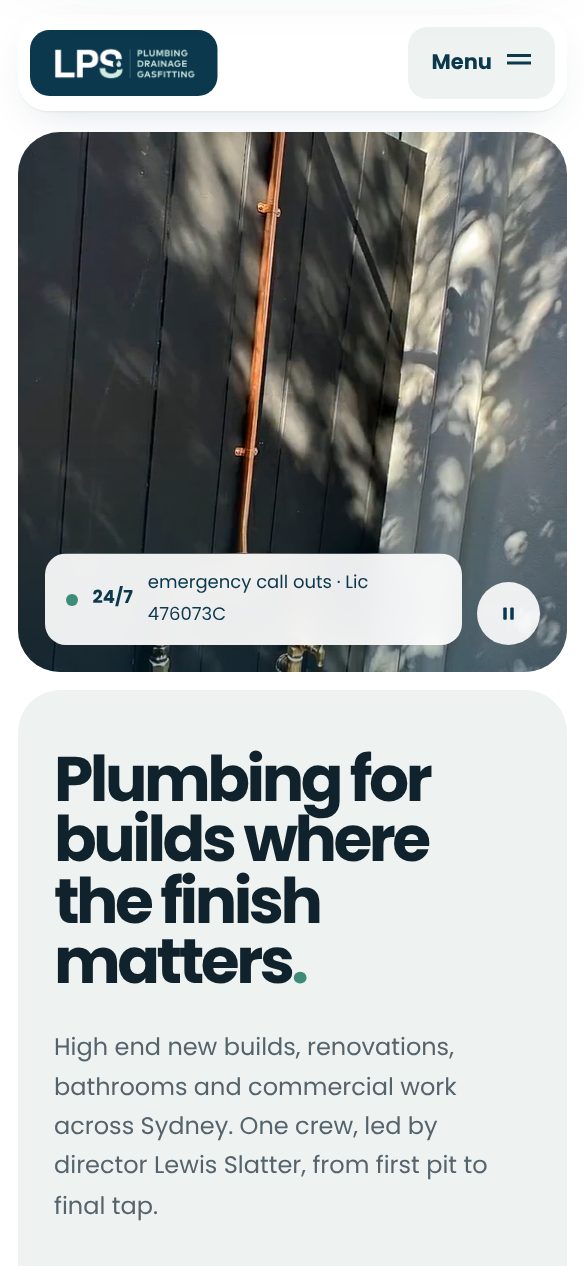 LPS
PLUMBING
DRAINAGE
GASFITTING
Menu
24/7
emergency call outs · Lic
476073C
Plumbing for
builds where
the finish
matters.
High end new builds, renovations,
bathrooms and commercial work
across Sydney. One crew, led by
director Lewis Slatter, from first pit to
final tap.